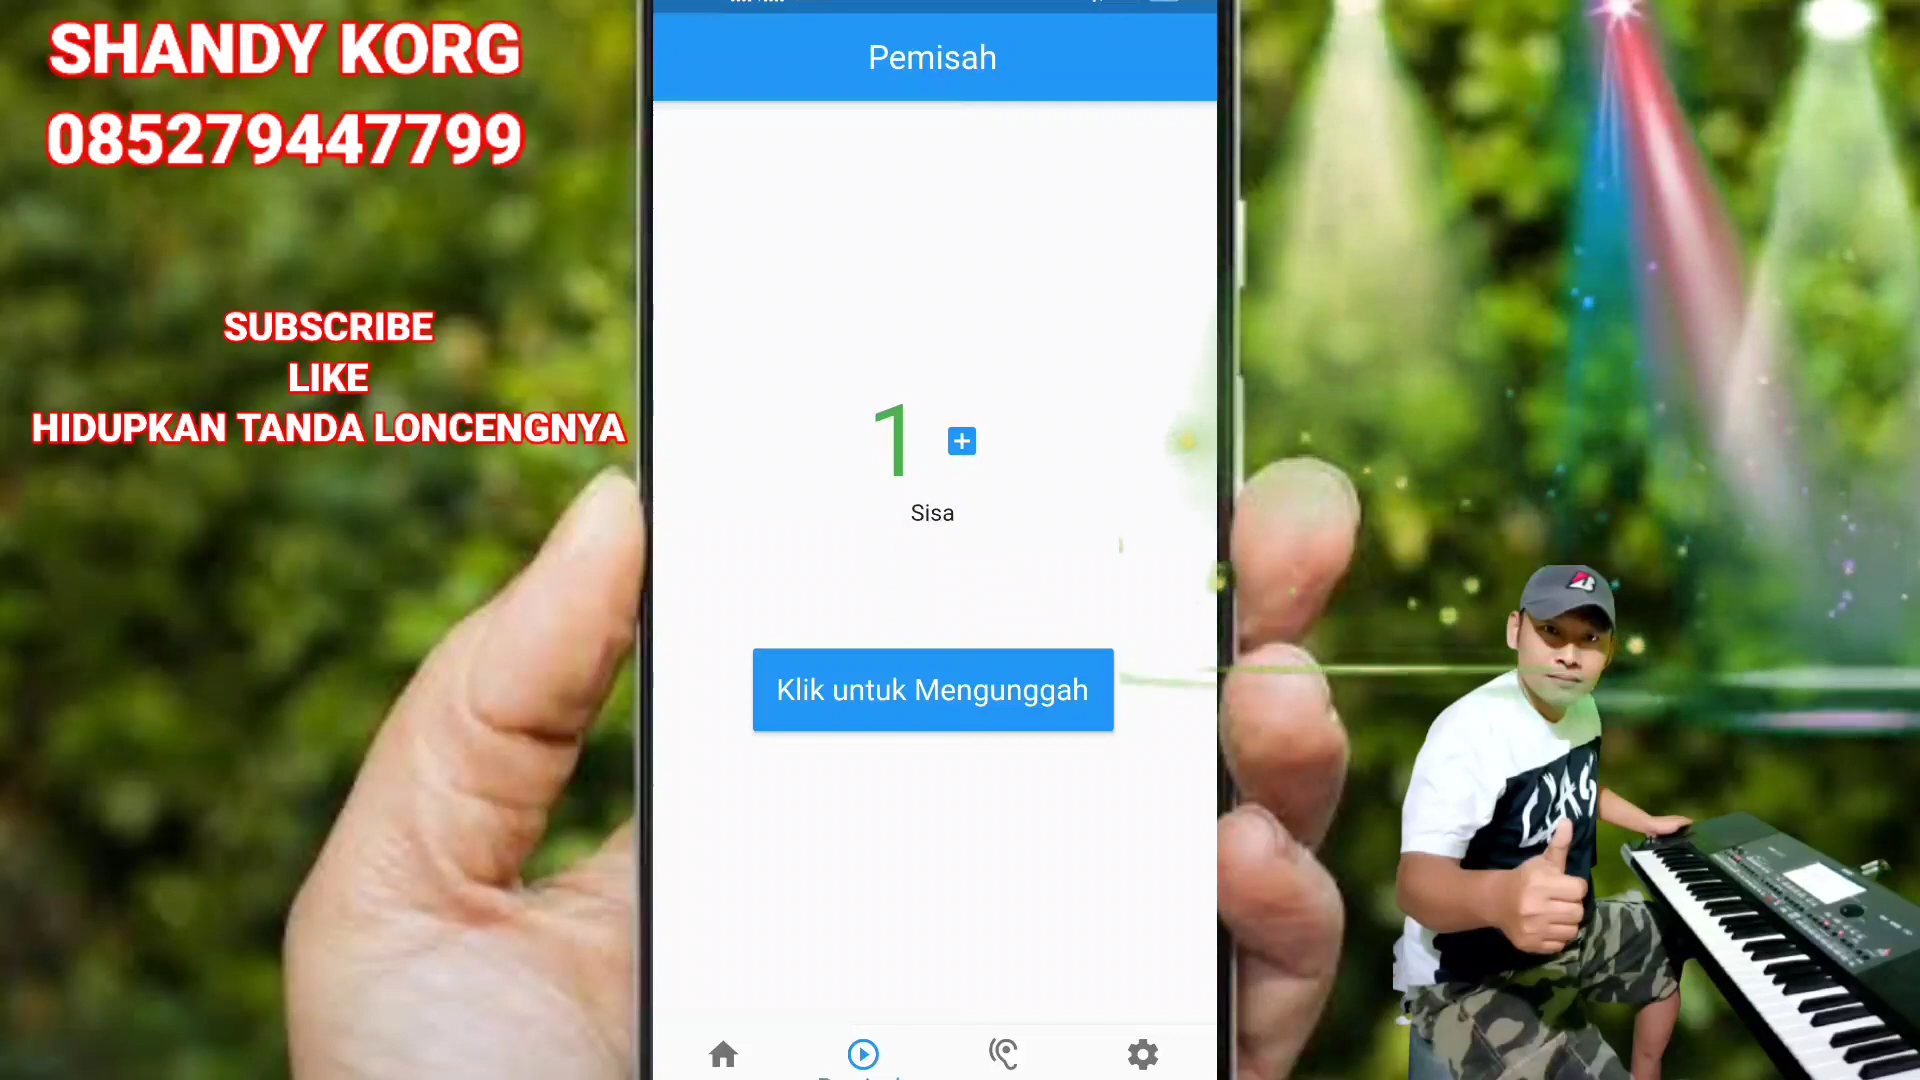 SHANDY KORG
085279447799
SUBSCRIBE
LIKE
HIDUPKAN TANDA LONCENGNYA
Pemisah
1
Sisa
Klik untuk Mengunggah